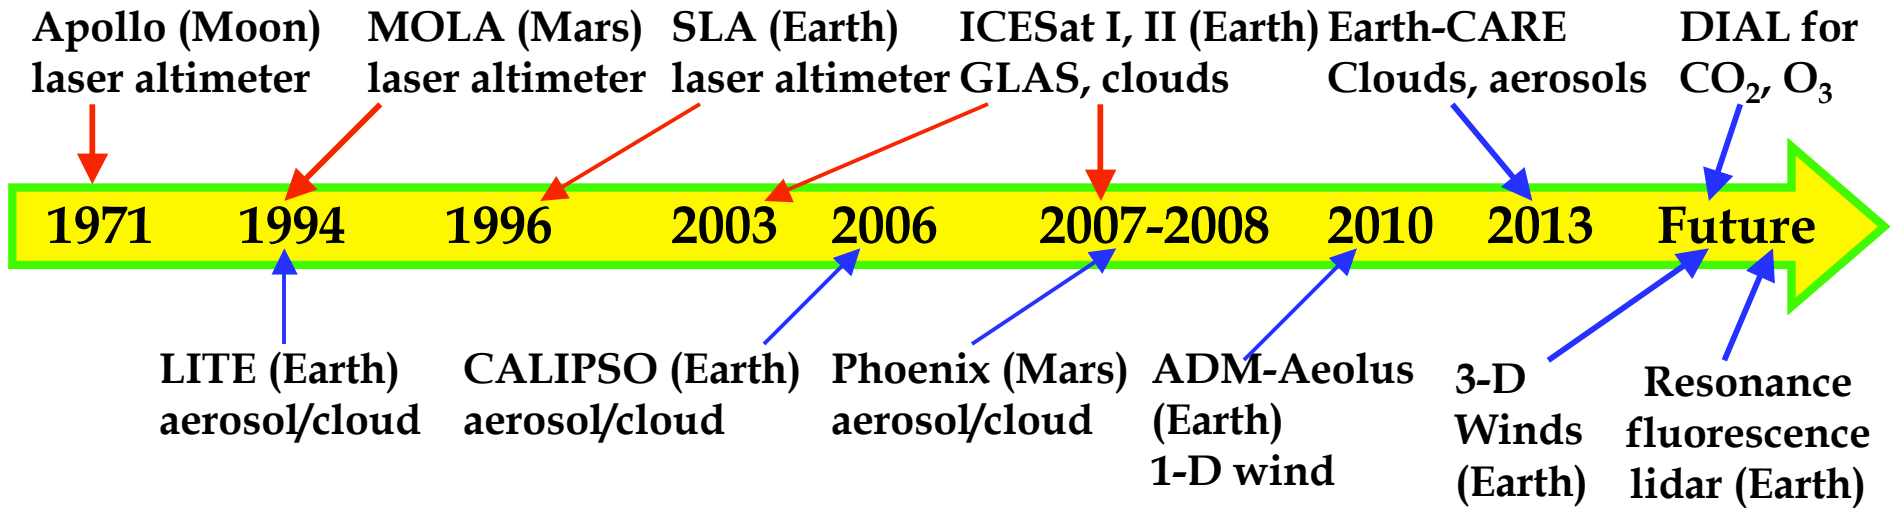 Apollo (Moon)
laser altimeter
MOLA (Mars)
laser altimeter
SLA (Earth)
laser altimeter
ICESat I, II (Earth)
GLAS, clouds
Earth-CARE
Clouds, aerosols
DIAL for
CO₂, O₃
1971 1994 1996 2003 2006 2007-2008 2010 2013 Future
LITE (Earth)
aerosol/cloud
CALIPSO (Earth)
aerosol/cloud
Phoenix (Mars)
aerosol/cloud
ADM-Aeolus
(Earth)
1-D wind
3-D
Winds
(Earth)
Resonance
fluorescence
lidar (Earth)